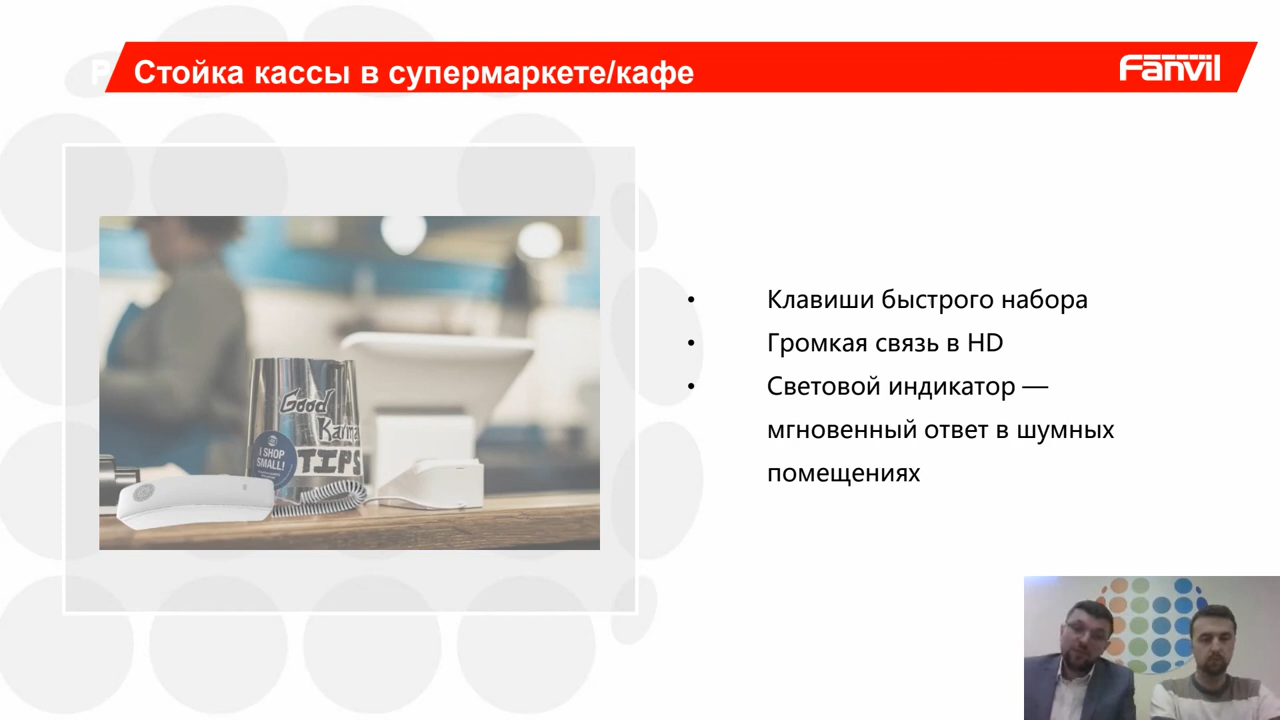 Стойка кассы в супермаркете/кафе
Fanvil
• Клавиши быстрого набора
• Громкая связь в HD
• Световой индикатор —
мгновенный ответ в шумных
помещениях
Good
Karma
I SHOP
SMALL!
TIPS